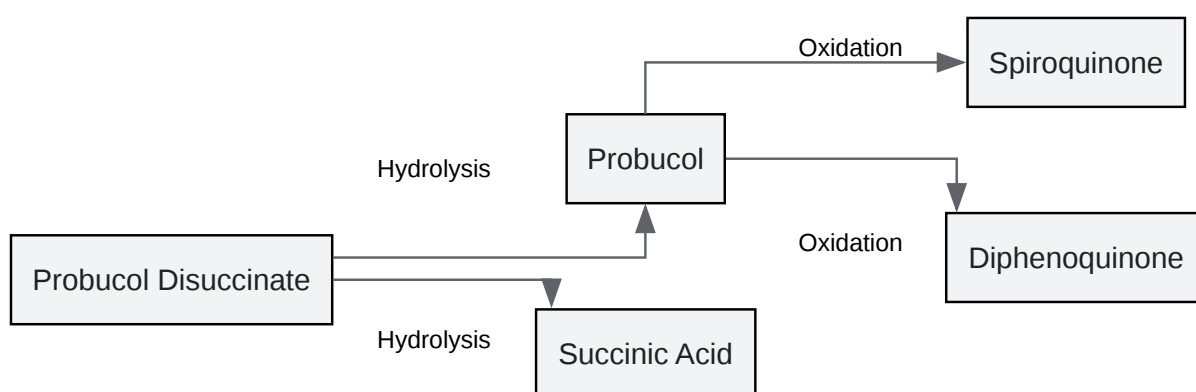 Oxidation
Spiroquinone
Probucol
Hydrolysis
Oxidation
Probucol Disuccinate
Diphenoquinone
Hydrolysis
Succinic Acid